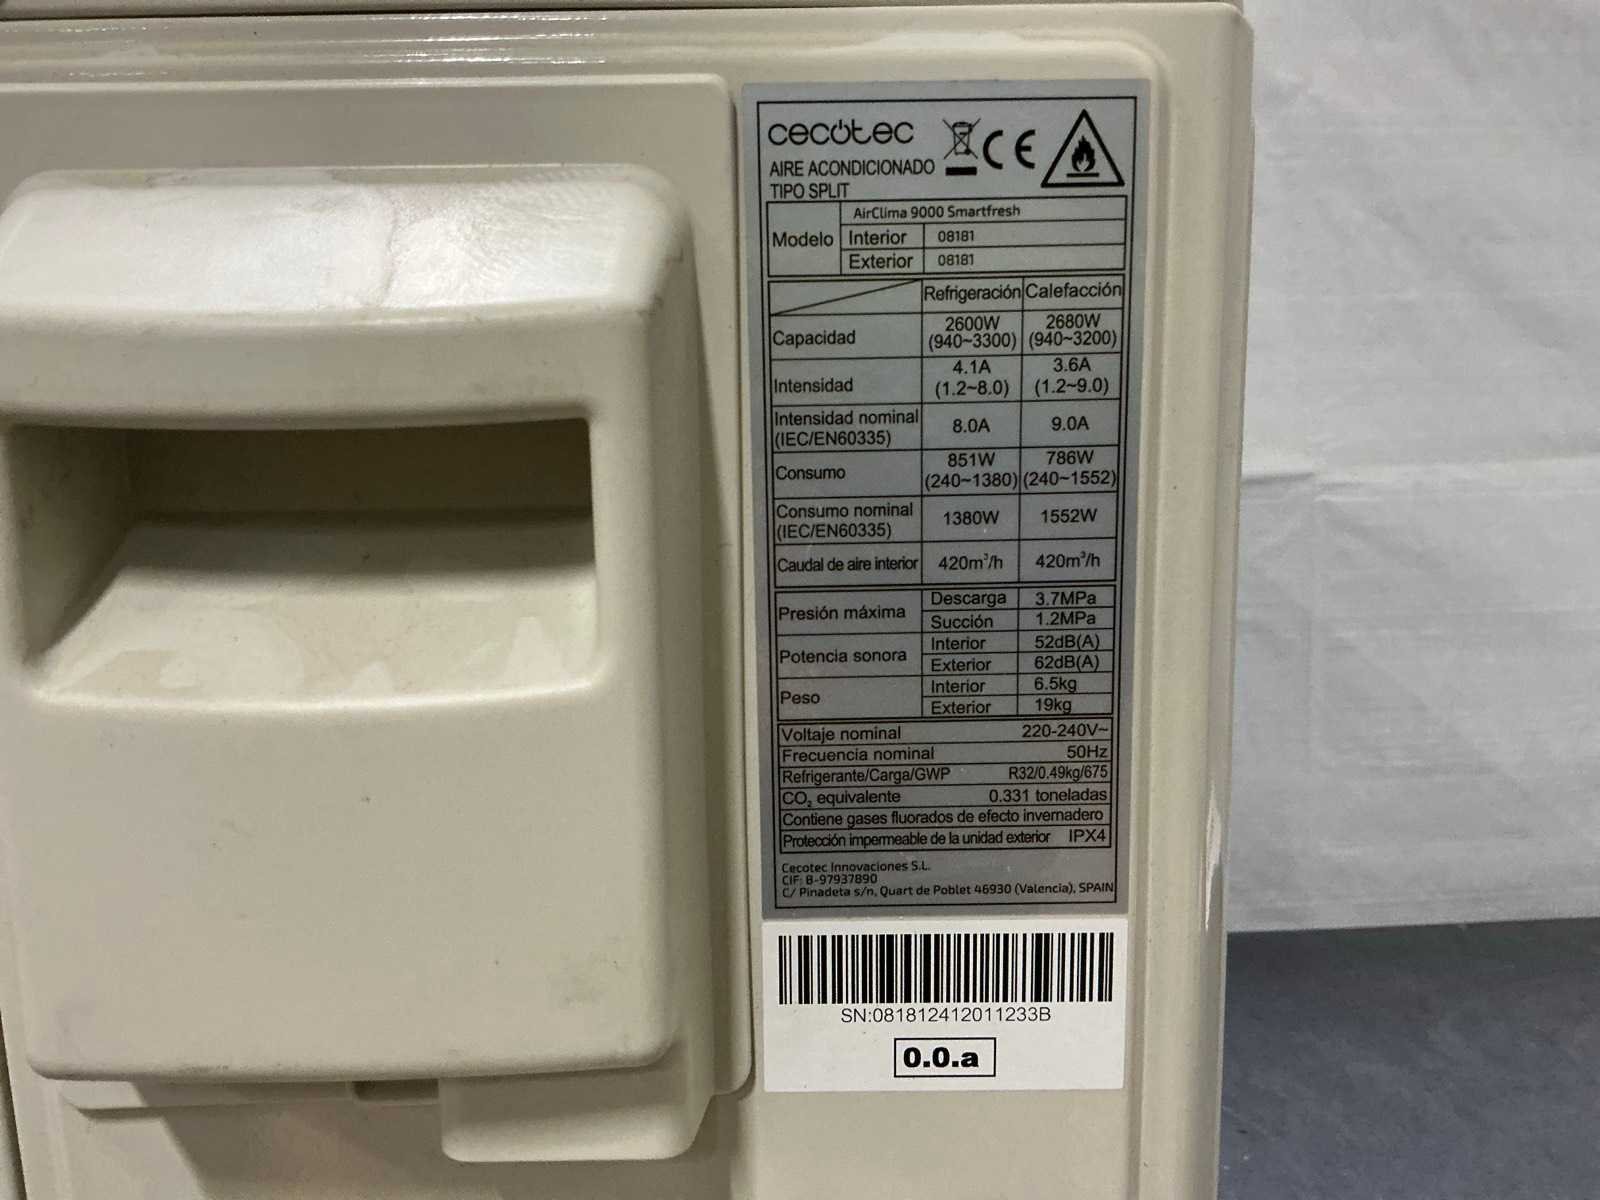 cecotec
AIRE ACONDICIONADO
TIPO SPLIT
CE
Modelo AirClima 9000 Smartfresh
Interior 08181
Exterior 08181
Refrigeración Calefacción
Capacidad 2600W (940~3300) 2680W (940~3200)
Intensidad 4.1A (1.2~8.0) 3.6A (1.2~9.0)
Intensidad nominal (IEC/EN60335) 8.0A 9.0A
Consumo 851W (240~1380) 786W (240~1552)
Consumo nominal (IEC/EN60335) 1380W 1552W
Caudal de aire interior 420m³/h 420m³/h
Presión máxima Descarga 3.7MPa
Succión 1.2MPa
Potencia sonora Interior 52dB(A)
Exterior 62dB(A)
Peso Interior 6.5kg
Exterior 19kg
Voltaje nominal 220-240V~
Frecuencia nominal 50Hz
Refrigerante/Carga/GWP R32/0.49kg/675
CO₂ equivalente 0.331 toneladas
Contiene gases fluorados de efecto invernadero
Protección impermeable de la unidad exterior IPX4
Cecotec Innovaciones S.L.
CIF: B-97937890
C/ Pinadeta s/n, Quart de Poblet 46930 (Valencia), SPAIN
SN:081812412011233B
0.0.a